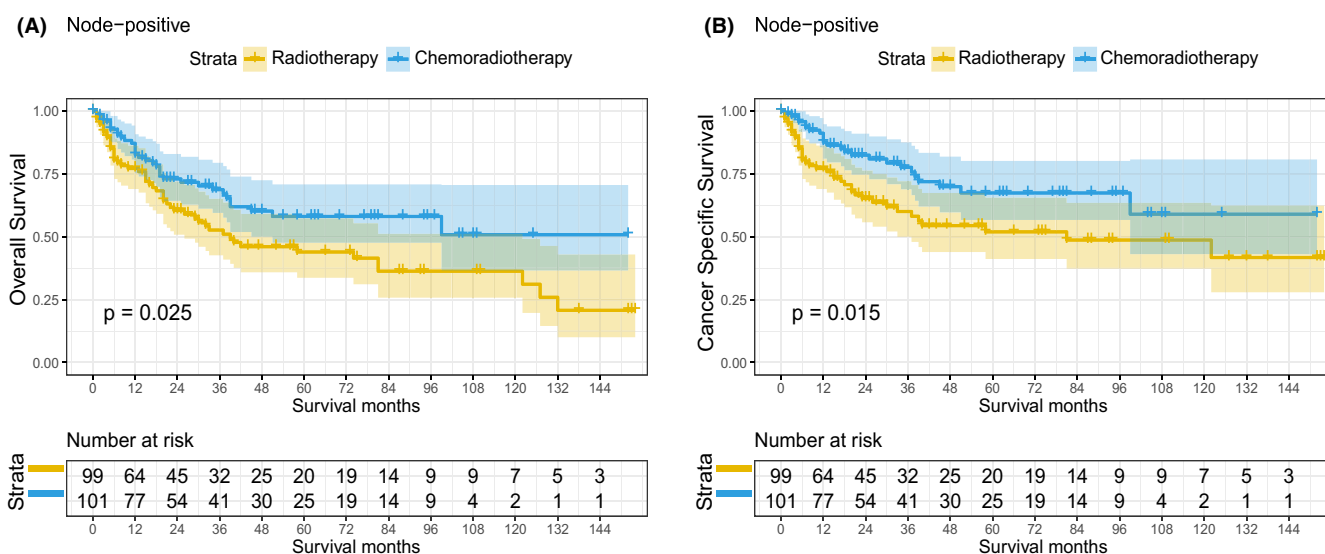 (A) Node−positive
Strata Radiotherapy Chemoradiotherapy
Overall Survival
1.00
0.75
0.50
0.25
0.00
p = 0.025
0 12 24 36 48 60 72 84 96 108 120 132 144
Survival months
Number at risk
Strata
99 64 45 32 25 20 19 14 9 9 7 5 3
101 77 54 41 30 25 19 14 9 4 2 1 1
0 12 24 36 48 60 72 84 96 108 120 132 144
Survival months
(B) Node−positive
Strata Radiotherapy Chemoradiotherapy
Cancer Specific Survival
1.00
0.75
0.50
0.25
0.00
p = 0.015
0 12 24 36 48 60 72 84 96 108 120 132 144
Survival months
Number at risk
Strata
99 64 45 32 25 20 19 14 9 9 7 5 3
101 77 54 41 30 25 19 14 9 4 2 1 1
0 12 24 36 48 60 72 84 96 108 120 132 144
Survival months